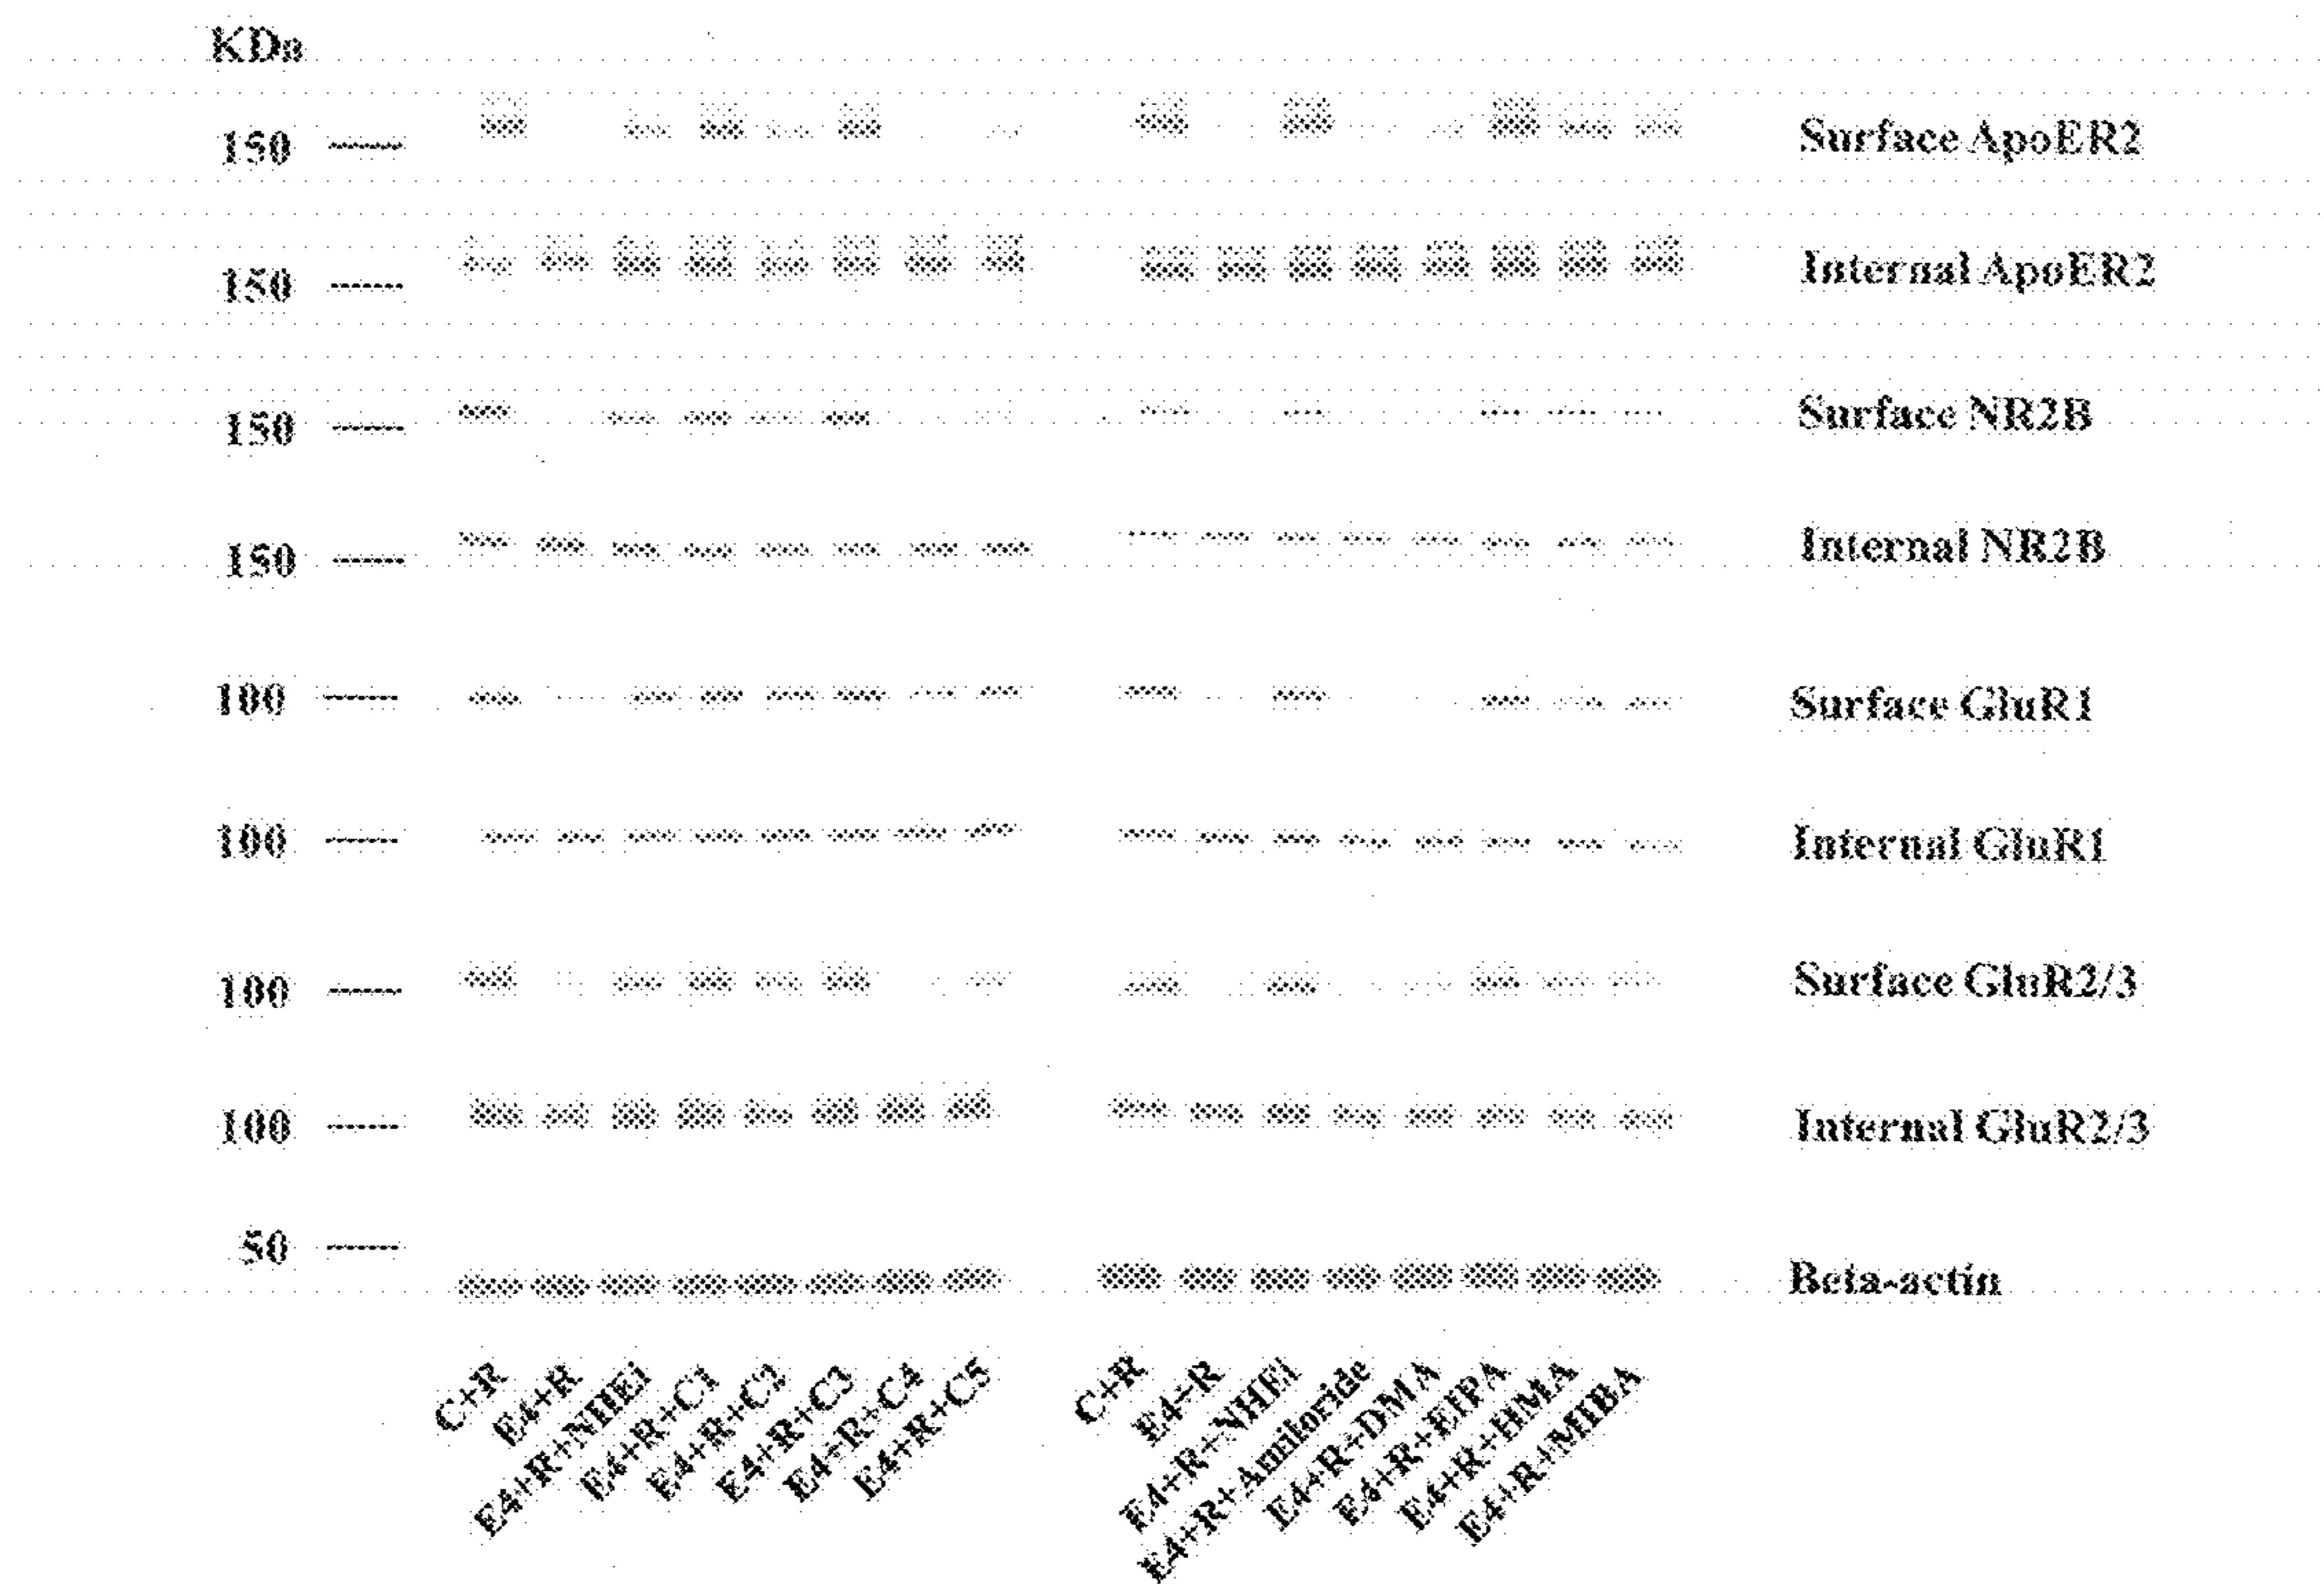 KDa
150 Surface ApoER2
150 Internal ApoER2
150 Surface NR2B
150 Internal NR2B
100 Surface GluR1
100 Internal GluR1
100 Surface GluR2/3
100 Internal GluR2/3
50
Beta-actin
C+R
E4+R
E4+R+NHEi
E4+R+C1
E4+R+C2
E4+R+C3
E4+R+C4
E4+R+C5
C+R
E4+R
E4+R+NHEi
E4+R+Amiloride
E4+R+DMA
E4+R+EIPA
E4+R+HMA
E4+R+MIBA